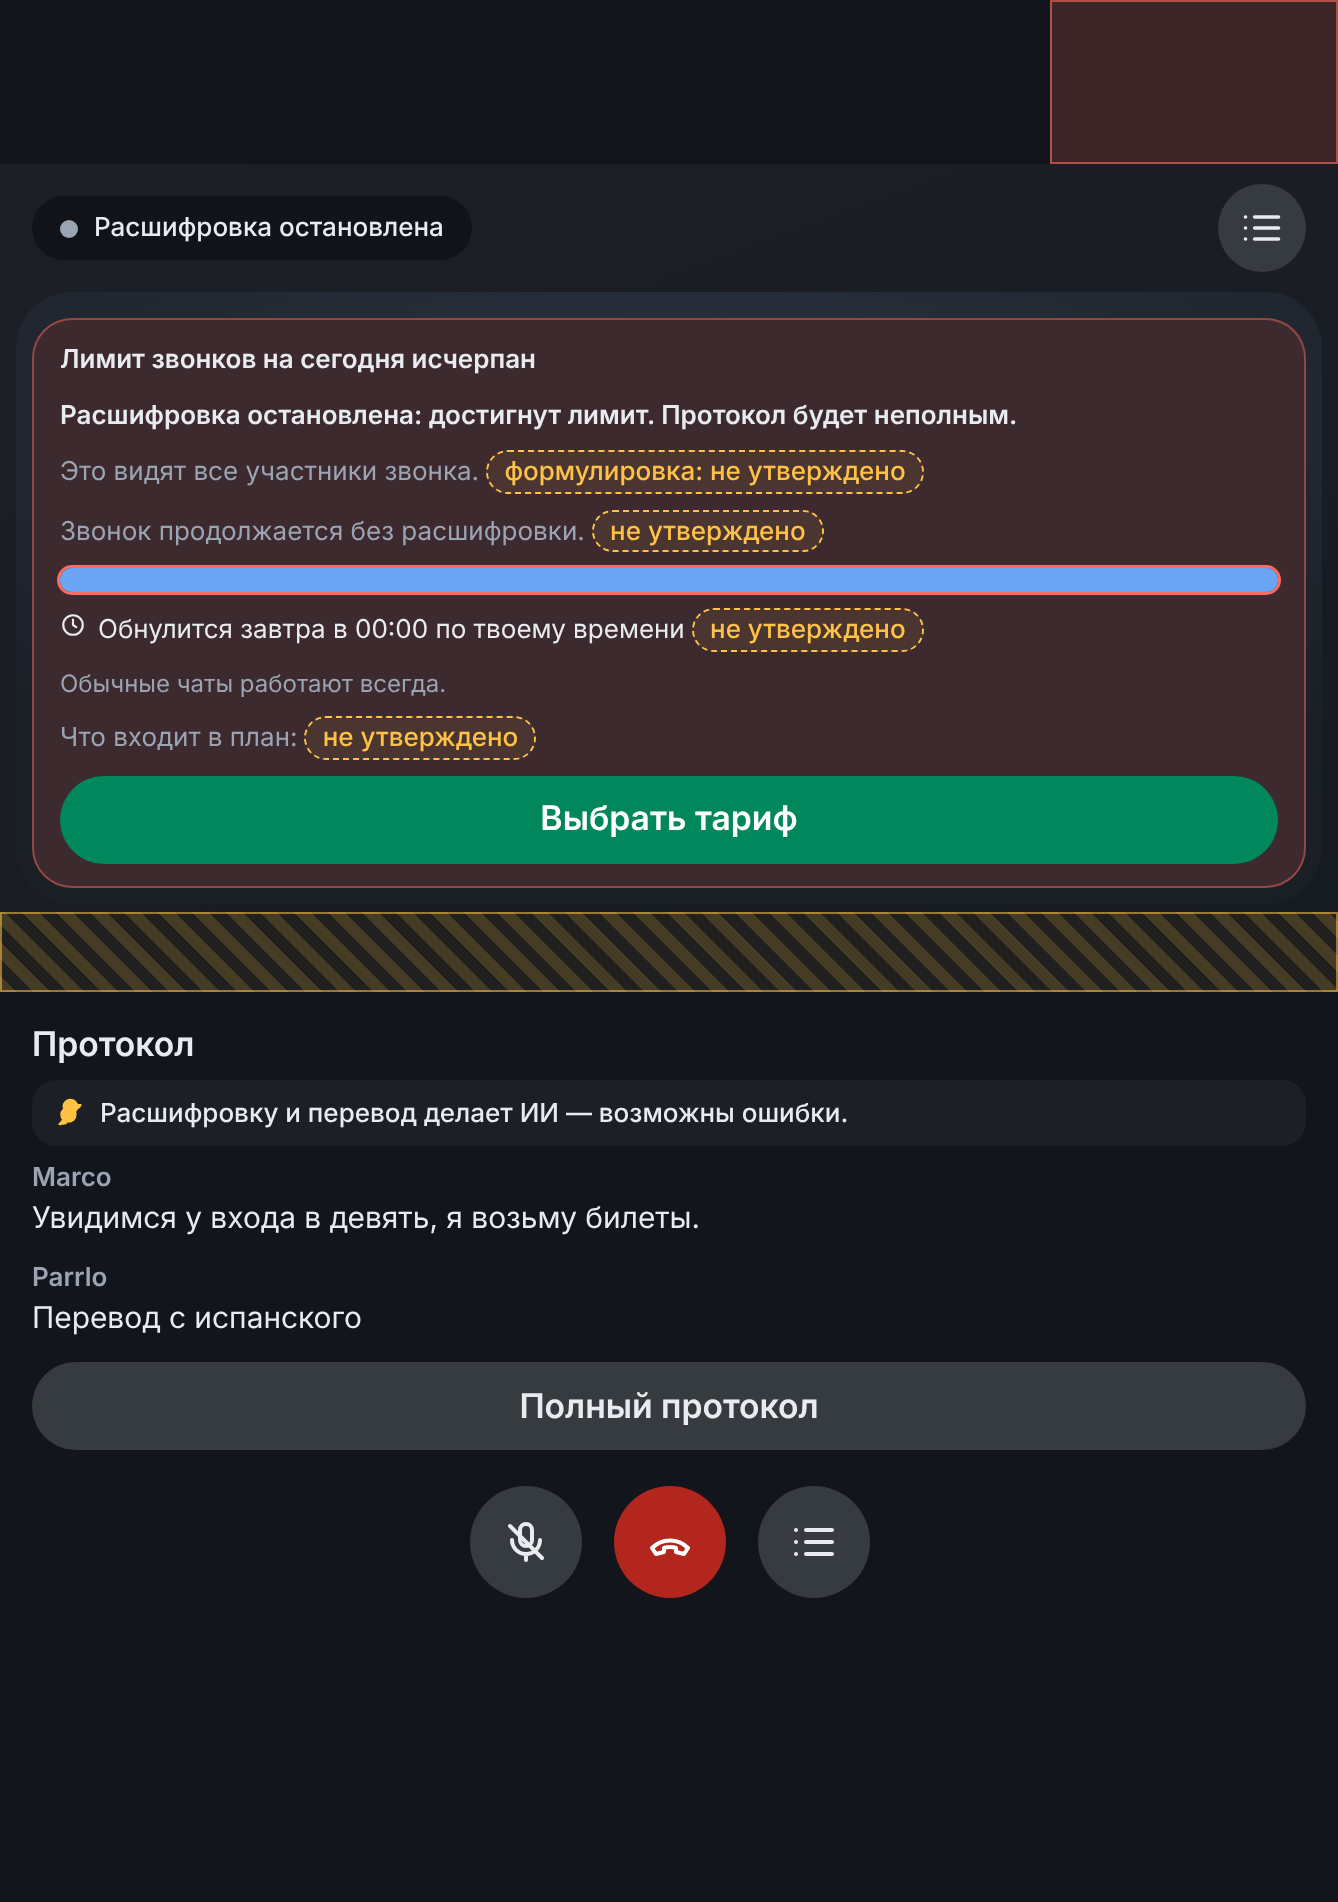 Расшифровка остановлена
Лимит звонков на сегодня исчерпан
Расшифровка остановлена: достигнут лимит. Протокол будет неполным.
Это видят все участники звонка. формулировка: не утверждено
Звонок продолжается без расшифровки. не утверждено
Обнулится завтра в 00:00 по твоему времени не утверждено
Обычные чаты работают всегда.
Что входит в план: не утверждено
Выбрать тариф
Протокол
Расшифровку и перевод делает ИИ — возможны ошибки.
Marco
Увидимся у входа в девять, я возьму билеты.
Parrlo
Перевод с испанского
Полный протокол